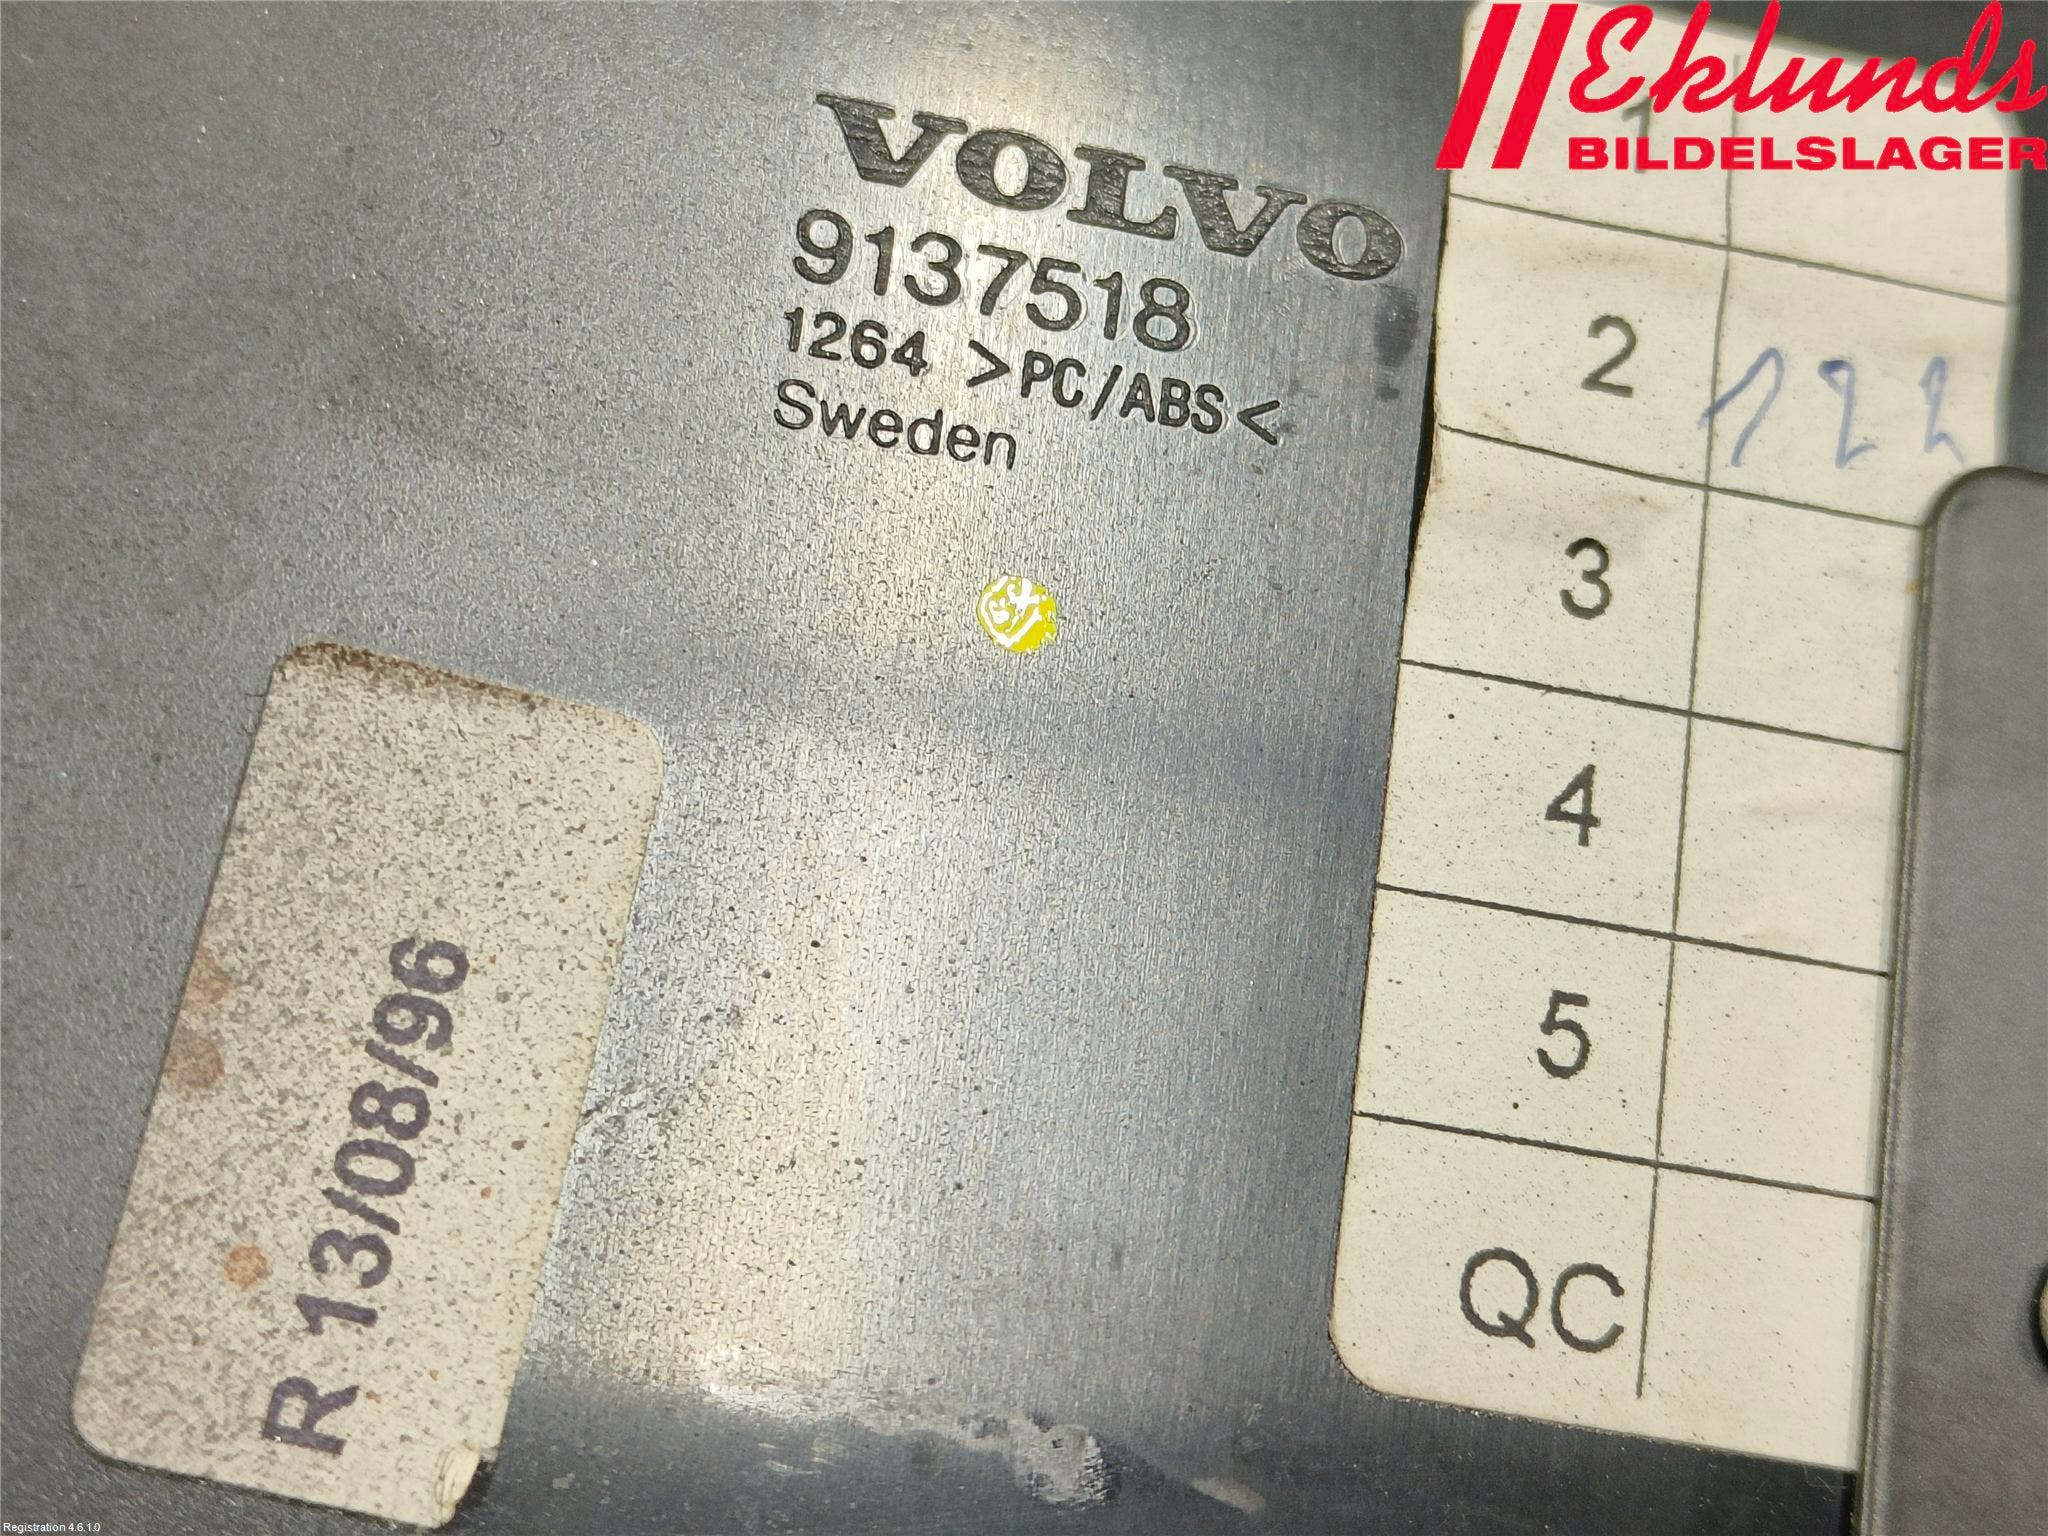 Eklunds
BILDELSLAGER
VOLVO
9137518
1264 >PC/ABS<
Sweden
1
2 122
3
4
5
QC
R 13/08/96
Registration 4.6.1.0